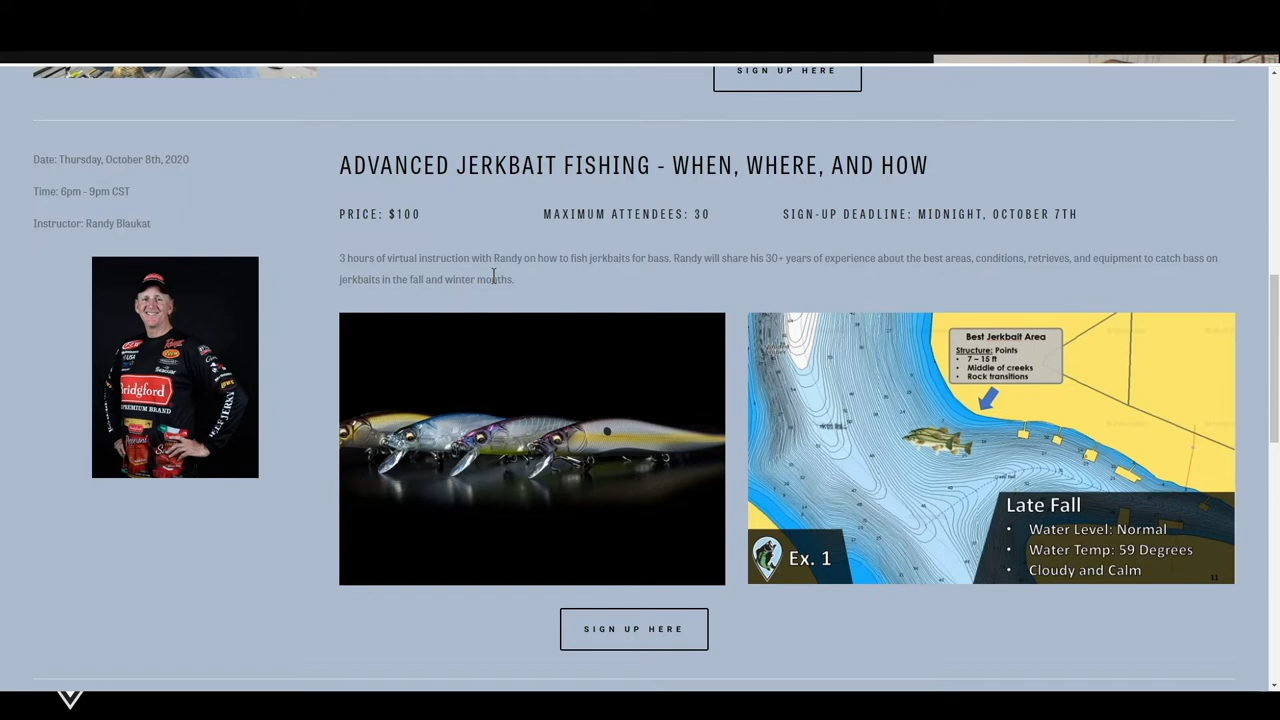 SIGN UP HERE
Date: Thursday, October 8th, 2020
Time: 6pm - 9pm CST
Instructor: Randy Blaukat
ADVANCED JERKBAIT FISHING - WHEN, WHERE, AND HOW
PRICE: $100
MAXIMUM ATTENDEES: 30
SIGN-UP DEADLINE: MIDNIGHT, OCTOBER 7TH
3 hours of virtual instruction with Randy on how to fish jerkbaits for bass. Randy will share his 30+ years of experience about the best areas, conditions, retrieves, and equipment to catch bass on
jerkbaits in the fall and winter months.
Bridgford
PREMIUM BRAND
Best Jerkbait Area
Structure: Points
• 7 – 15 ft
• Middle of creeks
• Rock transitions
Late Fall
• Water Level: Normal
• Water Temp: 59 Degrees
• Cloudy and Calm
Ex. 1
11
SIGN UP HERE